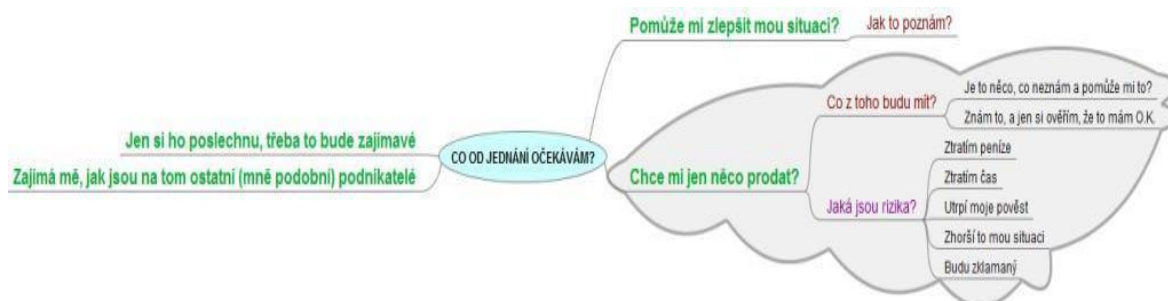 Pomůže mi zlepšit mou situaci?
Jak to poznám?
Jen si ho poslechnu, třeba to bude zajímavé
Zajímá mě, jak jsou na tom ostatní (mně podobní) podnikatelé
CO OD JEDNÁNÍ OČEKÁVÁM?
Chce mi jen něco prodat?
Co z toho budu mít?
Je to něco, co neznám a pomůže mi to?
Znám to, a jen si ověřím, že to mám O.K.
Jaká jsou rizika?
Ztratím peníze
Ztratím čas
Utrpí moje pověst
Zhorší to mou situaci
Budu zklamaný